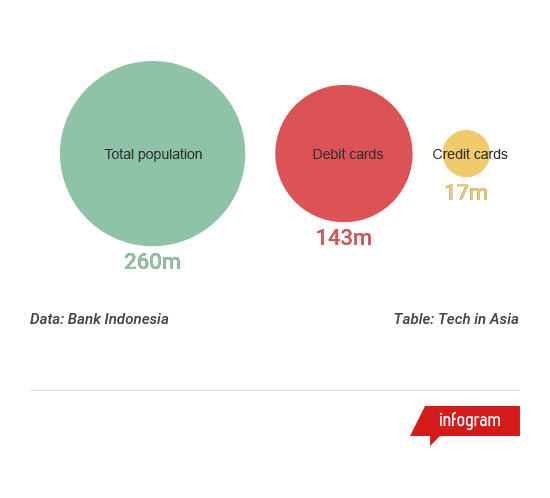 Total population
Debit cards
Credit cards
260m
143m
17m
Data: Bank Indonesia
Table: Tech in Asia
infogram